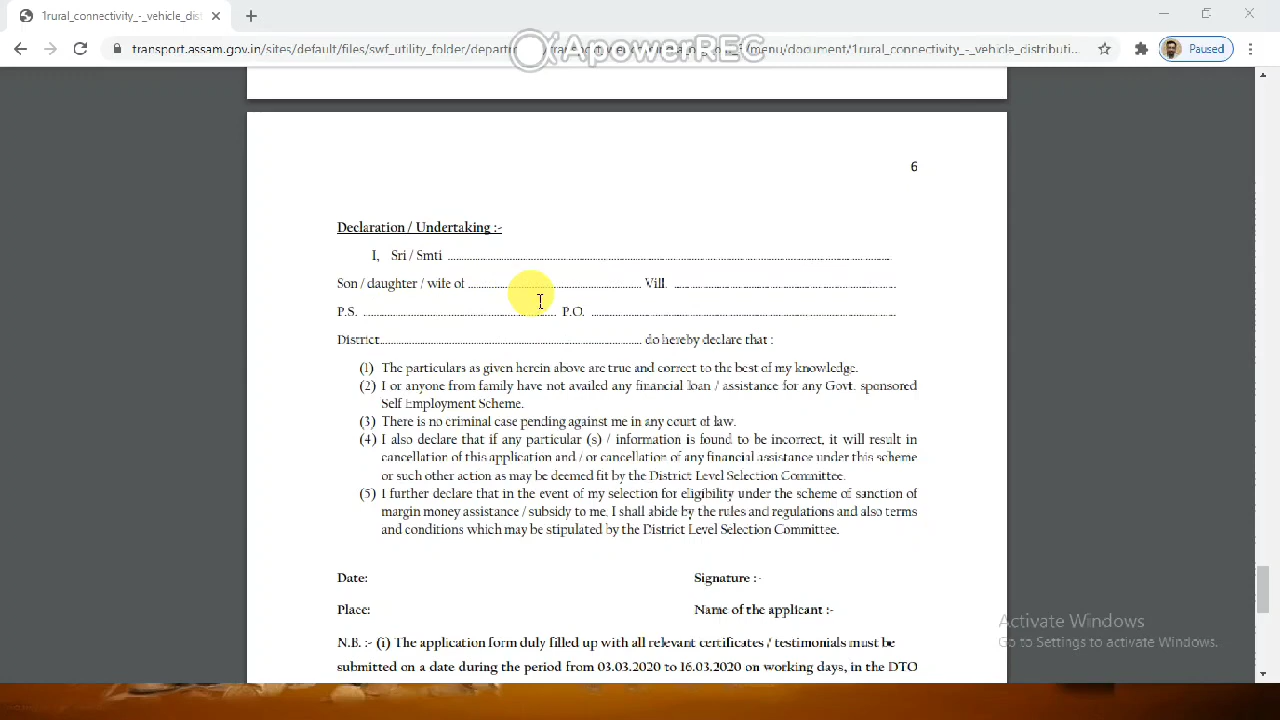 1rural_connectivity_-_vehicle_dist
transport.assam.gov.in/sites/default/files/swf_utility_folder/depart
/menu/document/1rural_connectivity_-_vehicle_distributi...
Paused
ApowerREC
6
Declaration / Undertaking :-
I, Sri / Smti ....................
Son / daughter / wife of .................... Vill. ....................
P.S. .................... P.O. ....................
District.................... do hereby declare that :
(1) The particulars as given herein above are true and correct to the best of my knowledge.
(2) I or anyone from family have not availed any financial loan / assistance for any Govt. sponsored
Self Employment Scheme.
(3) There is no criminal case pending against me in any court of law.
(4) I also declare that if any particular (s) / information is found to be incorrect, it will result in
cancellation of this application and / or cancellation of any financial assistance under this scheme
or such other action as may be deemed fit by the District Level Selection Committee.
(5) I further declare that in the event of my selection for eligibility under the scheme of sanction of
margin money assistance / subsidy to me, I shall abide by the rules and regulations and also terms
and conditions which may be stipulated by the District Level Selection Committee.
Date: Signature :-
Place: Name of the applicant :-
N.B. :- (i) The application form duly filled up with all relevant certificates / testimonials must be
submitted on a date during the period from 03.03.2020 to 16.03.2020 on working days, in the DTO
Activate Windows
Go to Settings to activate Windows.